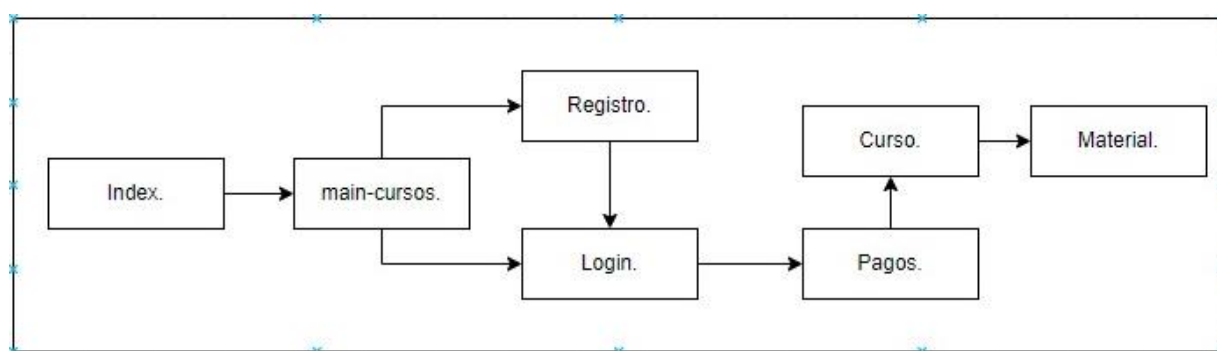 Index.
main-cursos.
Registro.
Login.
Pagos.
Curso.
Material.